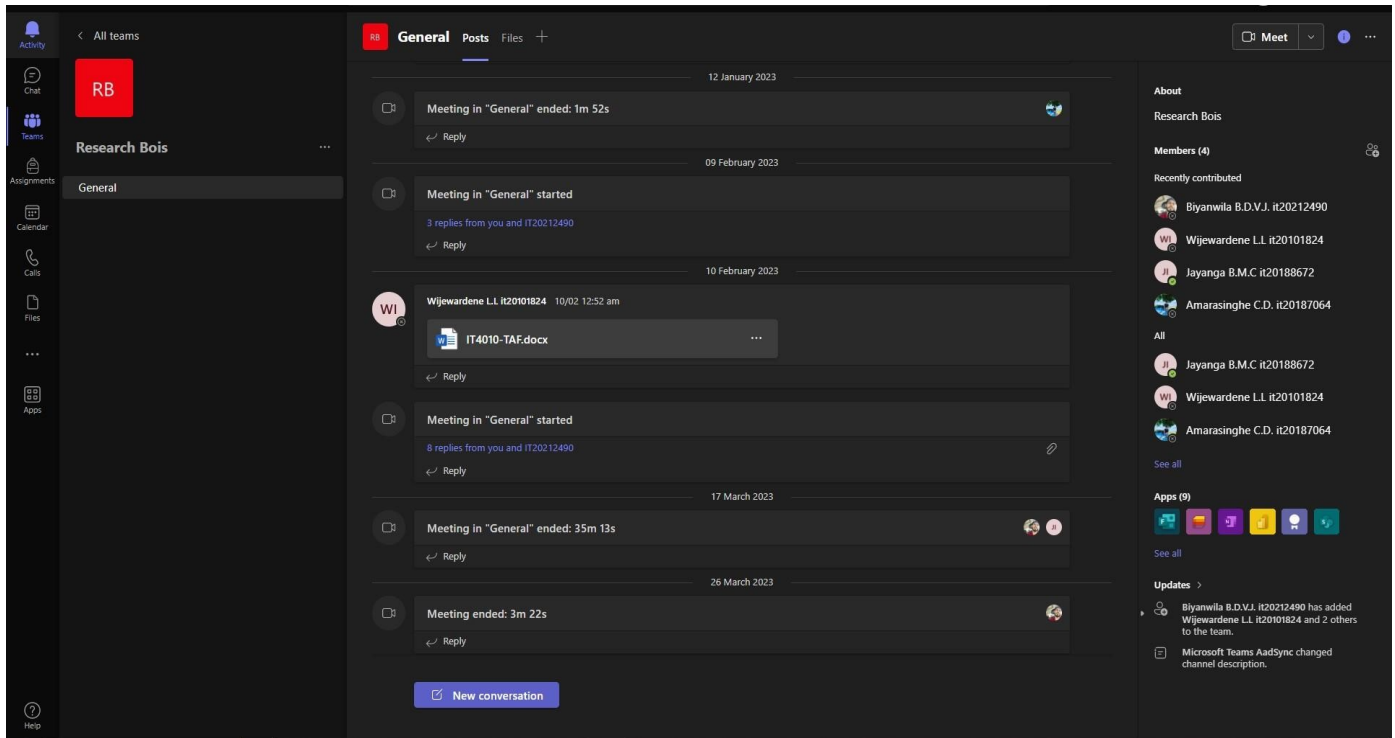 Activity
Chat
Teams
Assignments
Calendar
Calls
Files
Apps
Help
All teams
RB
Research Bois
General
RB General Posts Files
Meet
12 January 2023
Meeting in "General" ended: 1m 52s
Reply
09 February 2023
Meeting in "General" started
3 replies from you and IT20212490
Reply
10 February 2023
WI
Wijewardene L.L it20101824 10/02 12:52 am
IT4010-TAF.docx
Reply
Meeting in "General" started
8 replies from you and IT20212490
Reply
17 March 2023
Meeting in "General" ended: 35m 13s
JI
Reply
26 March 2023
Meeting ended: 3m 22s
Reply
New conversation
About
Research Bois
Members (4)
Recently contributed
Biyanwila B.D.V.J. it20212490
WI Wijewardene L.L it20101824
JI Jayanga B.M.C it20188672
Amarasinghe C.D. it20187064
All
JI Jayanga B.M.C it20188672
WI Wijewardene L.L it20101824
Amarasinghe C.D. it20187064
See all
Apps (9)
See all
Updates
Biyanwila B.D.V.J. it20212490 has added
Wijewardene L.L it20101824 and 2 others
to the team.
Microsoft Teams AadSync changed
channel description.